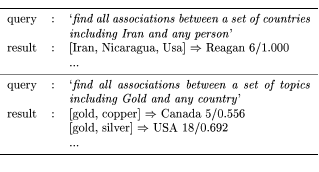 query : ‘find all associations between a set of countries
including Iran and any person’
result : [Iran, Nicaragua, Usa] ⇒ Reagan 6/1.000
...
query : ‘find all associations between a set of topics
including Gold and any country’
result : [gold, copper] ⇒ Canada 5/0.556
[gold, silver] ⇒ USA 18/0.692
...